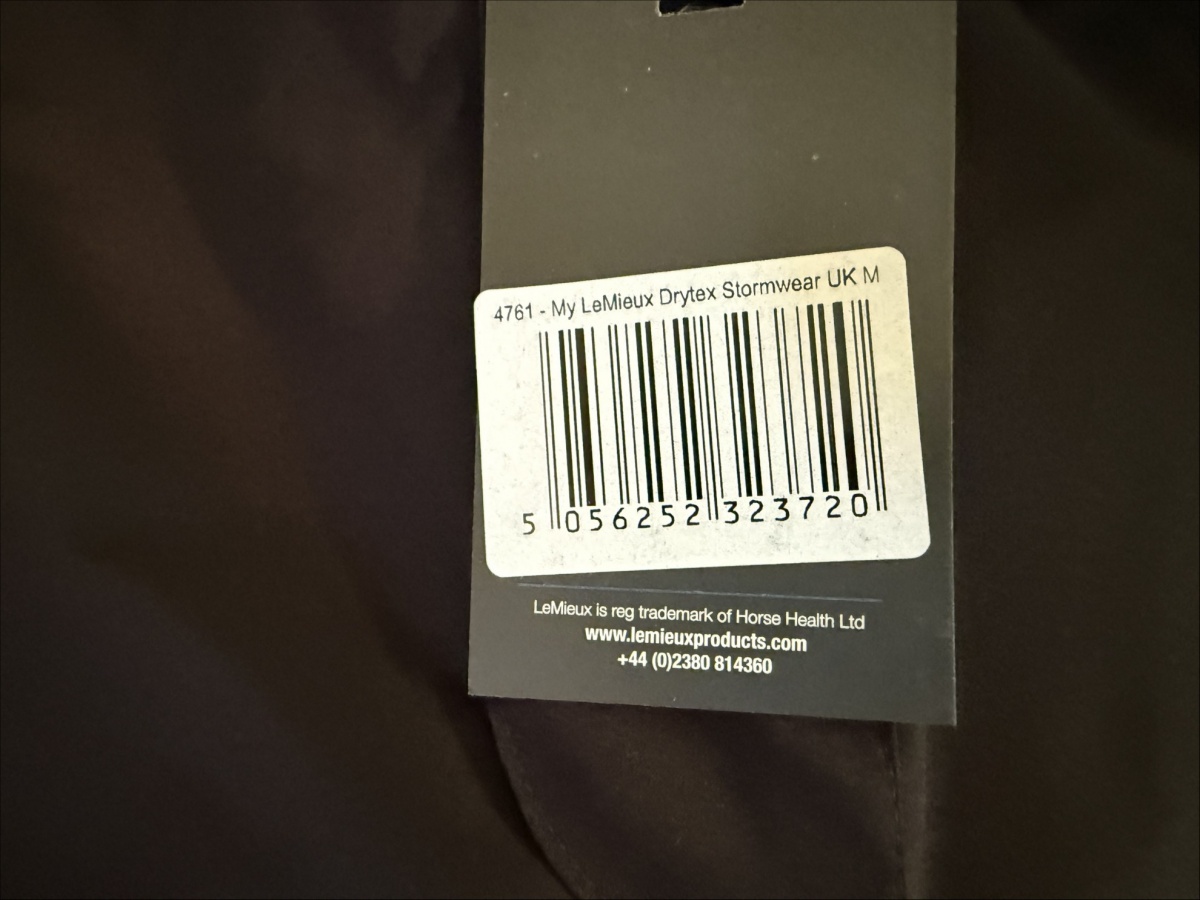 4761 - My LeMieux Drytex Stormwear UK M
5 056252 323720
LeMieux is reg trademark of Horse Health Ltd
www.lemieuxproducts.com
+44 (0)2380 814360